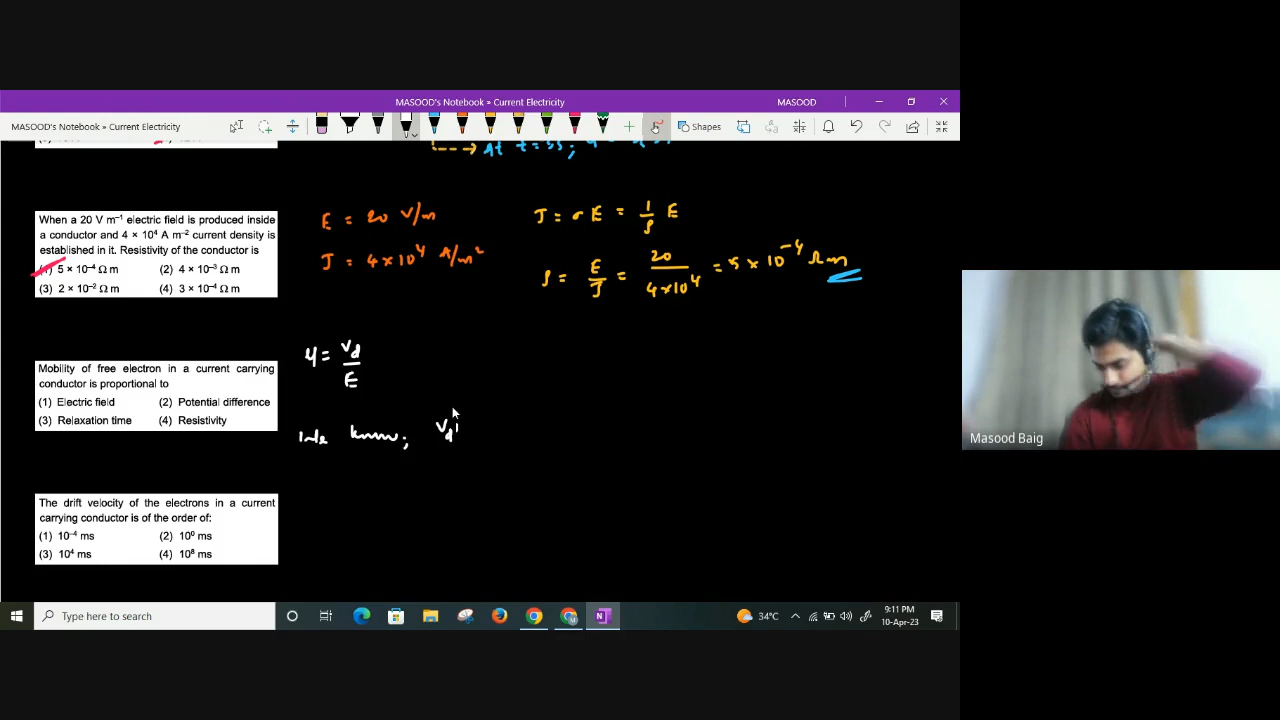 MASOOD's Notebook » Current Electricity
MASOOD
MASOOD's Notebook » Current Electricity
Shapes
At t = 5s;
When a 20 V m⁻¹ electric field is produced inside
a conductor and 4 × 10⁴ A m⁻² current density is
established in it. Resistivity of the conductor is
(1) 5 × 10⁻⁴ Ω m (2) 4 × 10⁻³ Ω m
(3) 2 × 10⁻² Ω m (4) 3 × 10⁻⁴ Ω m
E = 20 V/m
J = 4×10⁴ A/m²
J = σ E = 1/ρ E
ρ = E/J = 20/4×10⁴ = 5 × 10⁻⁴ Ωm
Mobility of free electron in a current carrying
conductor is proportional to
(1) Electric field (2) Potential difference
(3) Relaxation time (4) Resistivity
μ = vd/E
We know; vd
The drift velocity of the electrons in a current
carrying conductor is of the order of:
(1) 10⁻⁴ ms (2) 10⁰ ms
(3) 10⁴ ms (4) 10⁸ ms
Masood Baig
Type here to search
34°C
9:11 PM
10-Apr-23